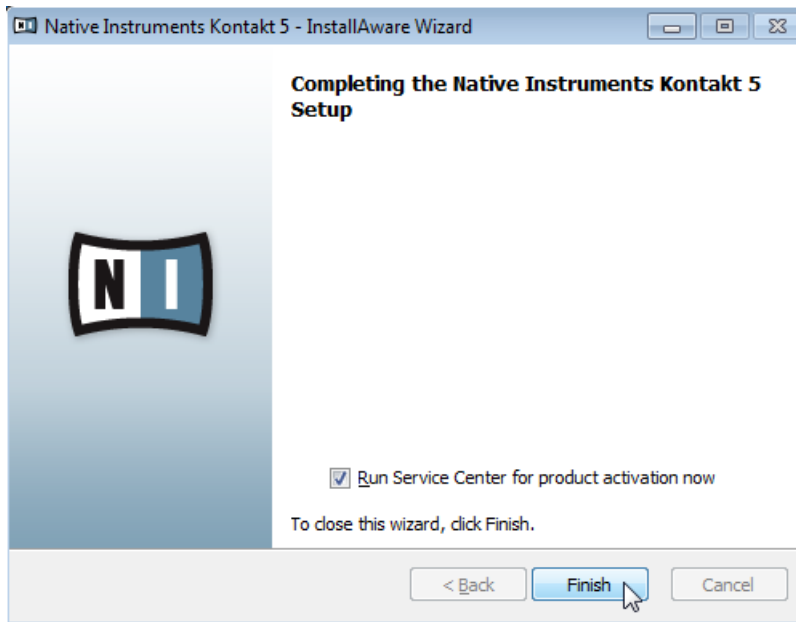 Native Instruments Kontakt 5 - InstallAware Wizard
Completing the Native Instruments Kontakt 5
Setup
NI
Run Service Center for product activation now
To close this wizard, click Finish.
< Back Finish Cancel